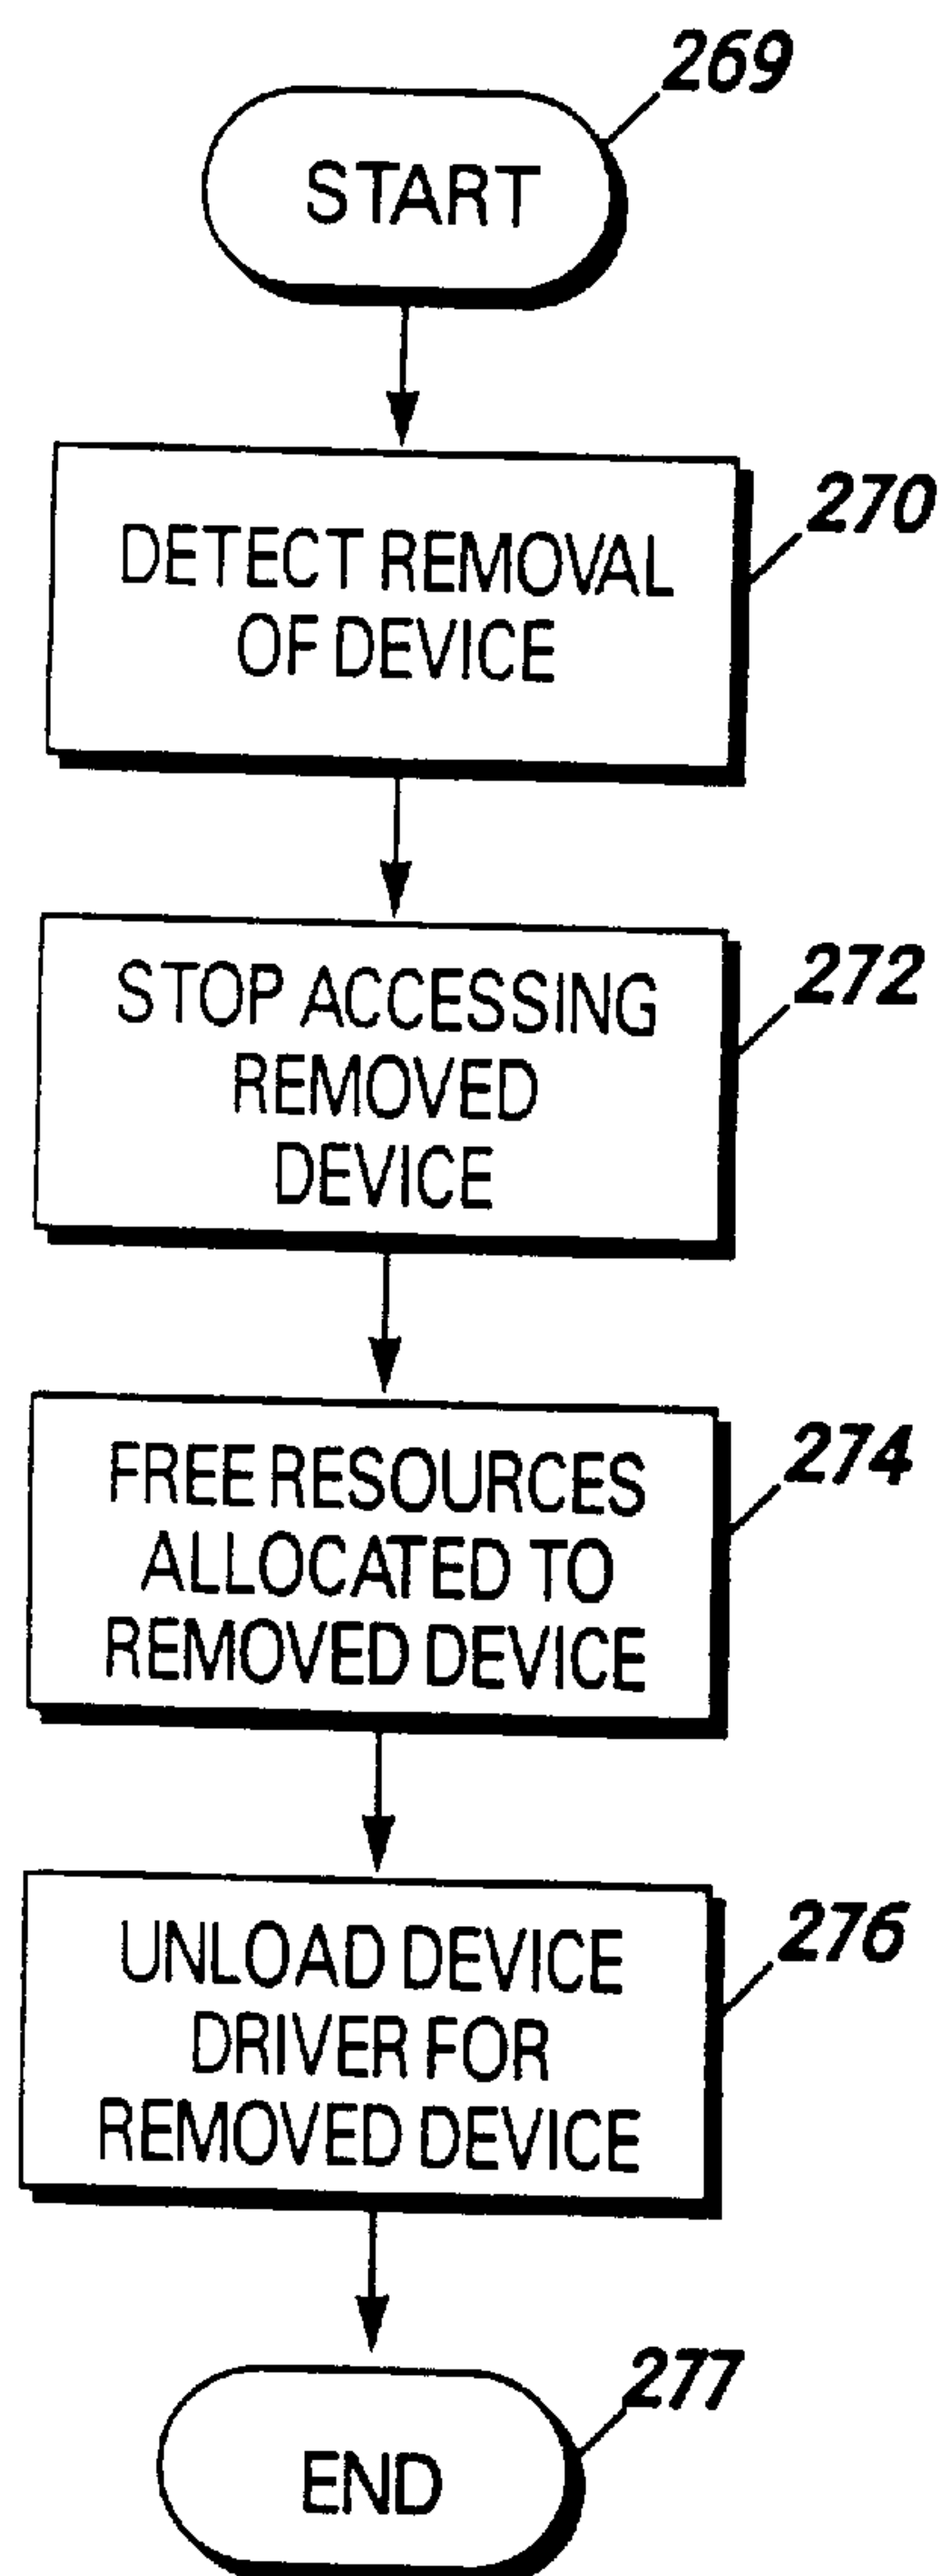 269
START
270
DETECT REMOVAL
OF DEVICE
272
STOP ACCESSING
REMOVED
DEVICE
274
FREE RESOURCES
ALLOCATED TO
REMOVED DEVICE
276
UNLOAD DEVICE
DRIVER FOR
REMOVED DEVICE
277
END